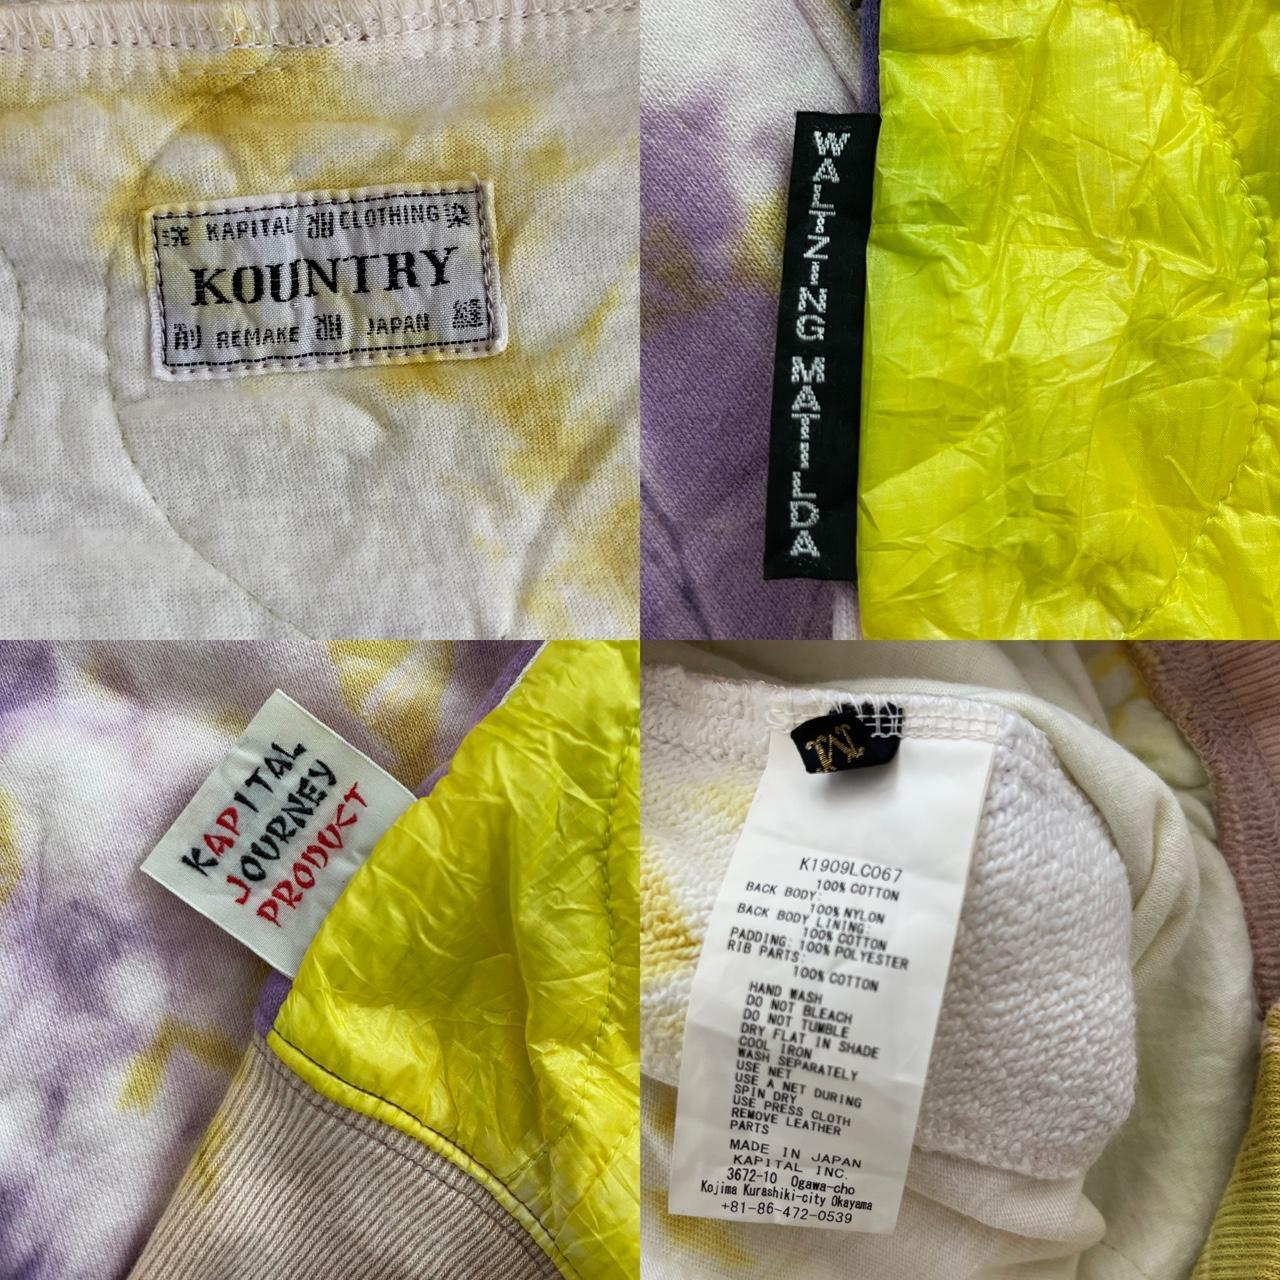 KAPITAL CLOTHING 染
KOUNTRY
REMAKE JAPAN
WALTZING MATILDA
KAPITAL
JOURNEY
PRODUCT
K1909LC067
100% COTTON
BACK BODY:
100% NYLON
BACK BODY LINING:
100% COTTON
PADDING: 100% POLYESTER
RIB PARTS:
100% COTTON
HAND WASH
DO NOT BLEACH
DO NOT TUMBLE
DRY FLAT IN SHADE
COOL IRON
WASH SEPARATELY
USE NET
USE A NET DURING
SPIN DRY
USE PRESS CLOTH
REMOVE LEATHER
PARTS
MADE IN JAPAN
KAPITAL INC.
3672-10 Ogawa-cho
Kojima Kurashiki-city Okayama
+81-86-472-0539